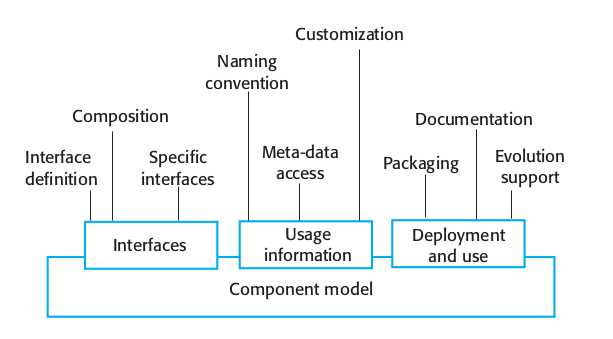 Customization
Naming
convention
Composition
Documentation
Interface
definition
Specific
interfaces
Meta-data
access
Packaging
Evolution
support
Interfaces
Usage
information
Deployment
and use
Component model